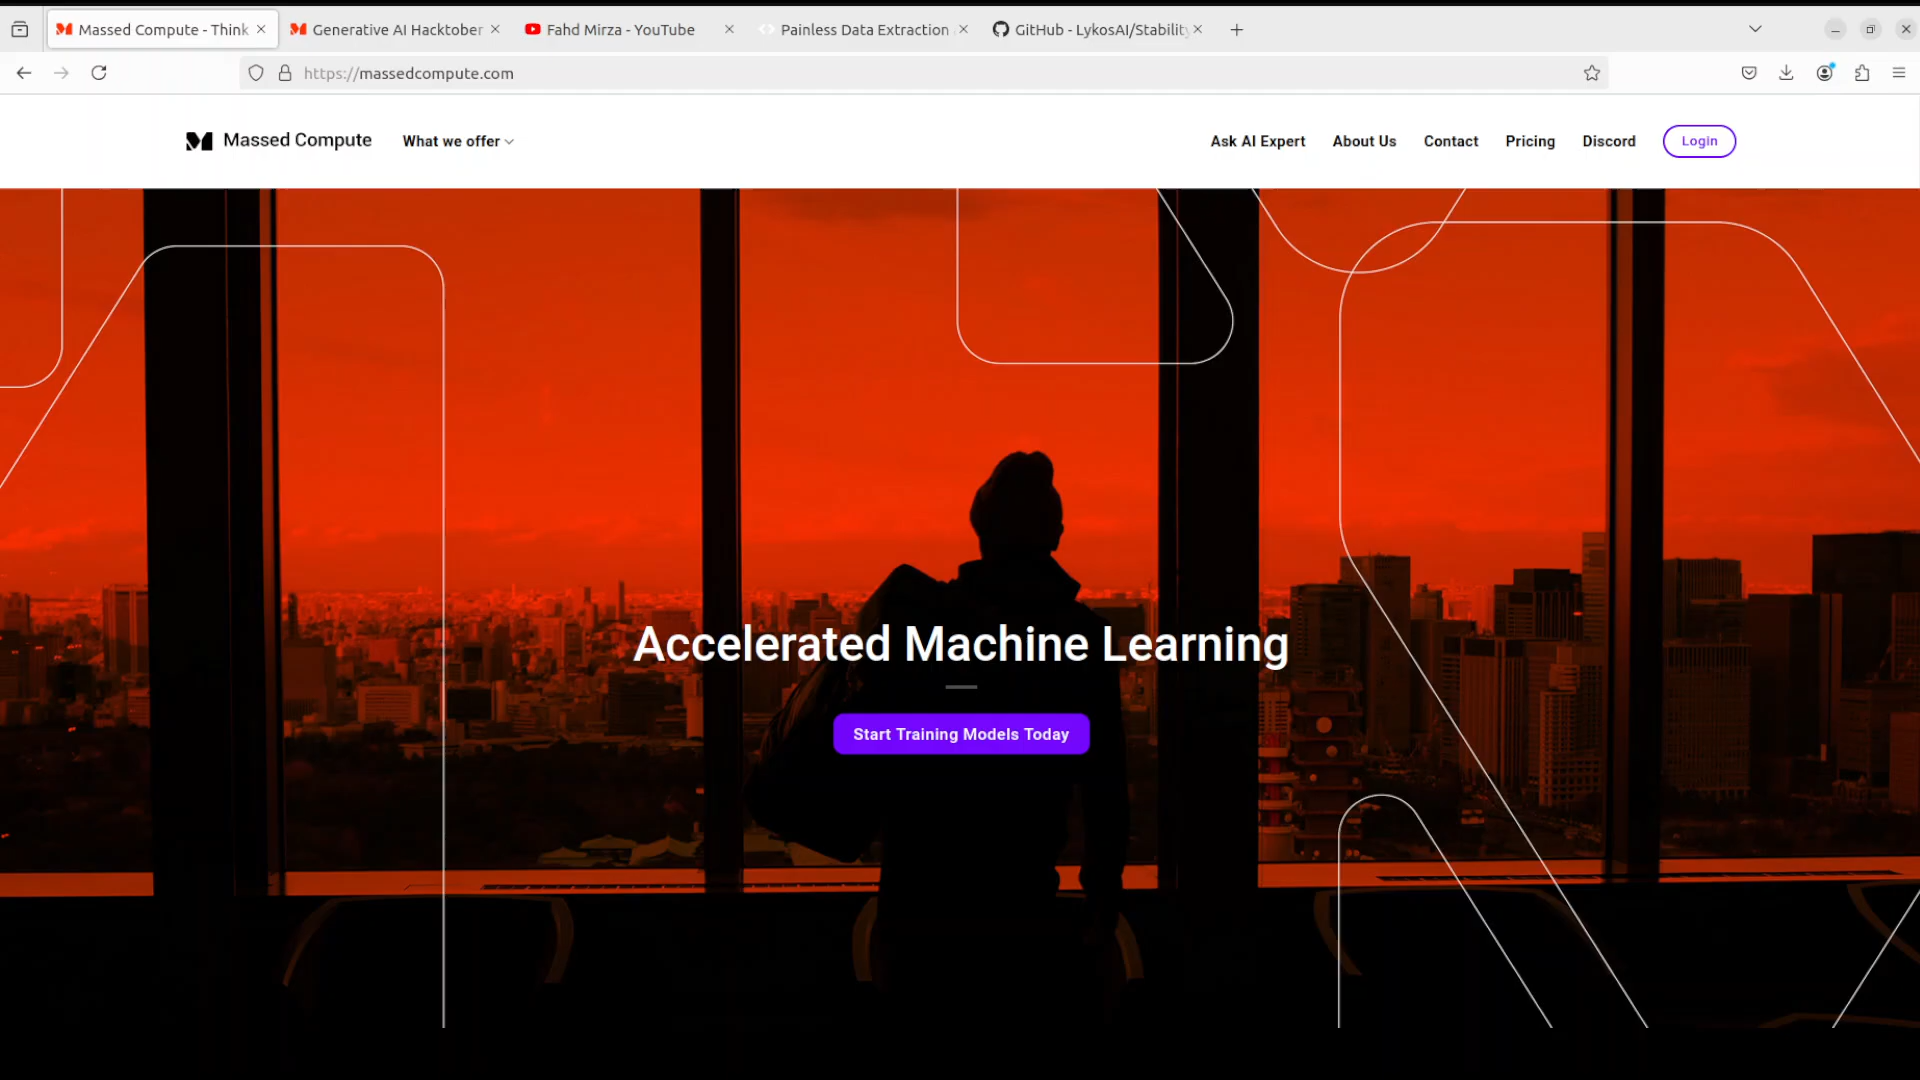 Massed Compute - Think
Generative AI Hacktober
Fahd Mirza - YouTube
Painless Data Extraction
GitHub - LykosAI/Stability
https://massedcompute.com
Massed Compute
What we offer
Ask AI Expert
About Us
Contact
Pricing
Discord
Login
Accelerated Machine Learning
Start Training Models Today